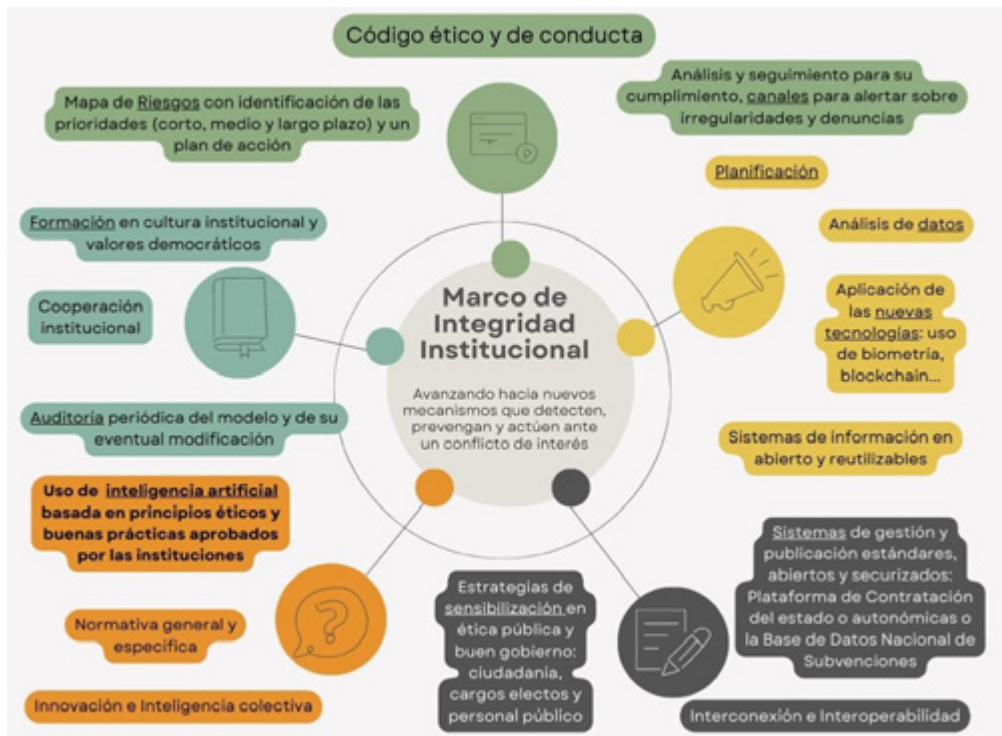 Código ético y de conducta
Mapa de Riesgos con identificación de las
prioridades (corto, medio y largo plazo) y un
plan de acción
Análisis y seguimiento para su
cumplimiento, canales para alertar sobre
irregularidades y denuncias
Planificación
Formación en cultura institucional y
valores democráticos
Análisis de datos
Cooperación
institucional
Marco de
Integridad
Institucional
Avanzando hacia nuevos
mecanismos que detecten,
prevengan y actúen ante
un conflicto de interés
Aplicación de
las nuevas
tecnologías: uso
de biometría,
blockchain...
Auditoría periódica del modelo y de su
eventual modificación
Sistemas de información en
abierto y reutilizables
Uso de inteligencia artificial
basada en principios éticos y
buenas prácticas aprobados
por las instituciones
Normativa general y
específica
Innovación e Inteligencia colectiva
Estrategias de
sensibilización en
ética pública y
buen gobierno:
ciudadanía,
cargos electos y
personal público
Sistemas de gestión y
publicación estándares,
abiertos y securizados:
Plataforma de Contratación
del estado o autonómicas o
la Base de Datos Nacional de
Subvenciones
Interconexión e Interoperabilidad